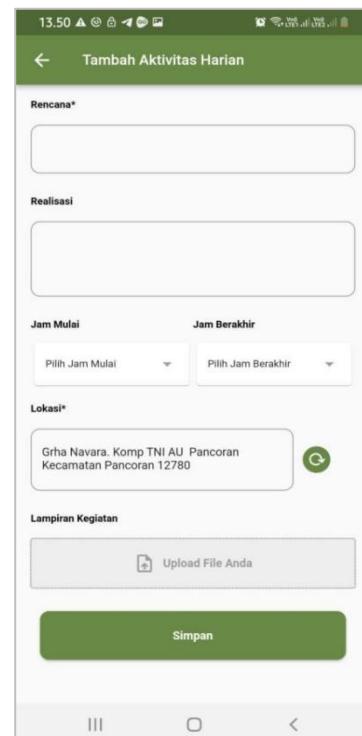 13.50
Tambah Aktivitas Harian
Rencana*
Realisasi
Jam Mulai
Jam Berakhir
Pilih Jam Mulai
Pilih Jam Berakhir
Lokasi*
Grha Navara. Komp TNI AU Pancoran
Kecamatan Pancoran 12780
Lampiran Kegiatan
Upload File Anda
Simpan